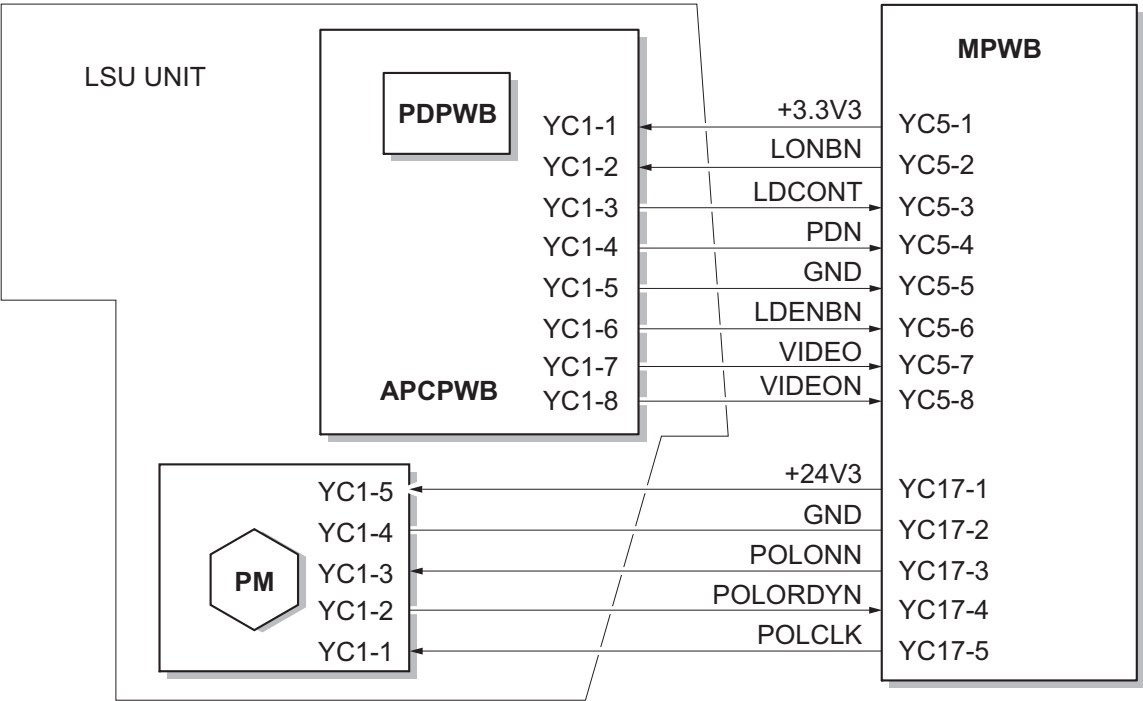 LSU UNIT
PDPWB
APCPWB
YC1-1
YC1-2
YC1-3
YC1-4
YC1-5
YC1-6
YC1-7
YC1-8
+3.3V3
LONBN
LDCONT
PDN
GND
LDENBN
VIDEO
VIDEON
MPWB
YC5-1
YC5-2
YC5-3
YC5-4
YC5-5
YC5-6
YC5-7
YC5-8
PM
YC1-5
YC1-4
YC1-3
YC1-2
YC1-1
+24V3
GND
POLONN
POLORDYN
POLCLK
YC17-1
YC17-2
YC17-3
YC17-4
YC17-5